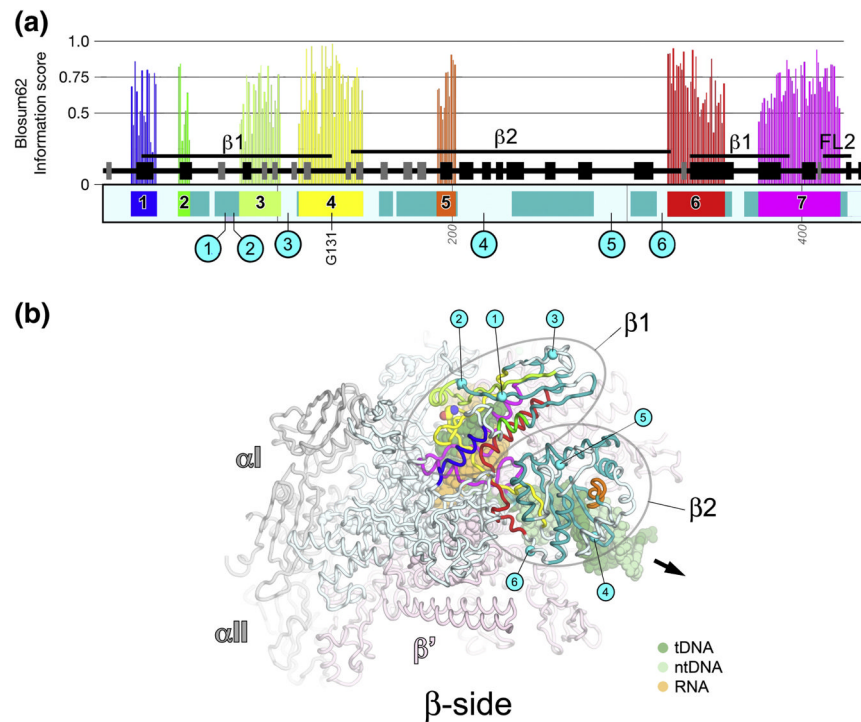 (a)
Blosum62
Information score
1.0
0.75
0.5
0
β1
β2
β1
FL2
1 2 3 4 5 6 7
1 2 3 G131 200 4 5 6 400
(b)
2 1 3
β1
5
αI
β2
6 4
αII
β'
tDNA
ntDNA
RNA
β-side